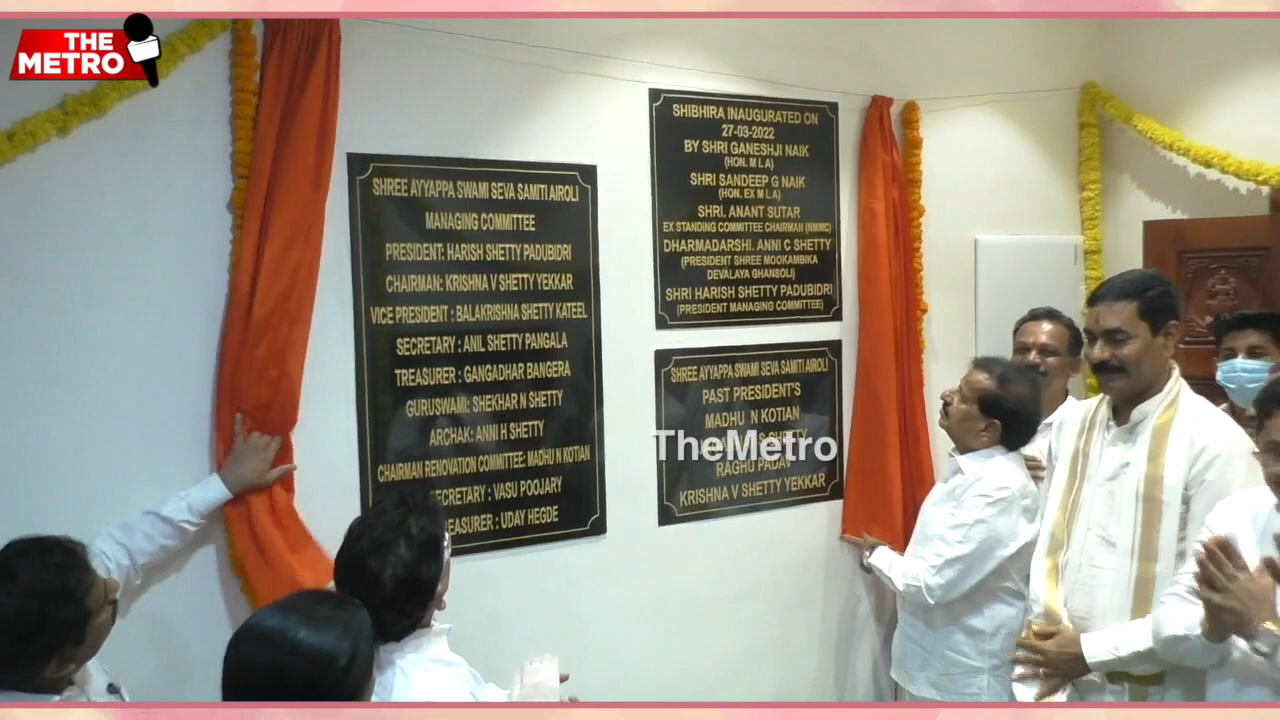 THE
METRO
SHREE AYYAPPA SWAMI SEVA SAMITI AIROLI
MANAGING COMMITTEE
PRESIDENT: HARISH SHETTY PADUBIDRI
CHAIRMAN: KRISHNA V SHETTY YEKKAR
VICE PRESIDENT : BALAKRISHNA SHETTY KATEEL
SECRETARY : ANIL SHETTY PANGALA
TREASURER : GANGADHAR BANGERA
GURUSWAMI: SHEKHAR N SHETTY
ARCHAK: ANNI H SHETTY
CHAIRMAN RENOVATION COMMITTEE: MADHU N KOTIAN
: VASU POOJARY
: UDAY HEGDE
SHIBHIRA INAUGURATED ON
27-03-2022
BY SHRI GANESHJI NAIK
(HON. M L A)
SHRI SANDEEP G NAIK
(HON. EX M L A)
SHRI. ANANT SUTAR
EX STANDING COMMITTEE CHAIRMAN (NMMC)
DHARMADARSHI. ANNI C SHETTY
(PRESIDENT SHREE MOOKAMBIKA
DEVALAYA GHANSOLI)
SHRI HARISH SHETTY PADUBIDRI
(PRESIDENT MANAGING COMMITTEE)
SHREE AYYAPPA SWAMI SEVA SAMITI AIROLI
PAST PRESIDENT'S
MADHU N KOTIAN
S SHETTY
TheMetro
RAGHU
KRISHNA V SHETTY YEKKAR